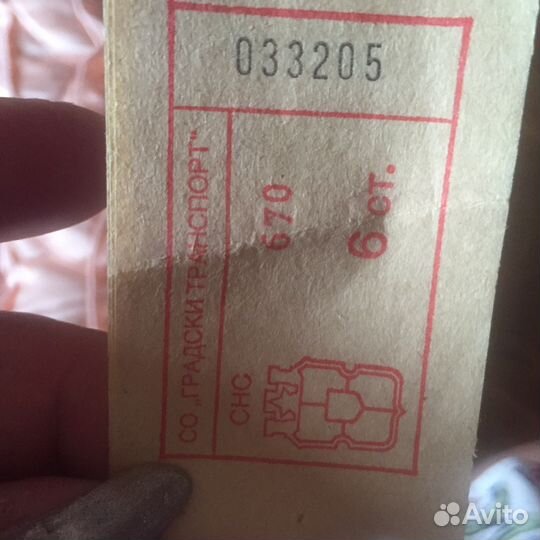 033205
СО „ГРАДСКИ ТРАНСПОРТ"
СНС 670
6 ст.
Avito